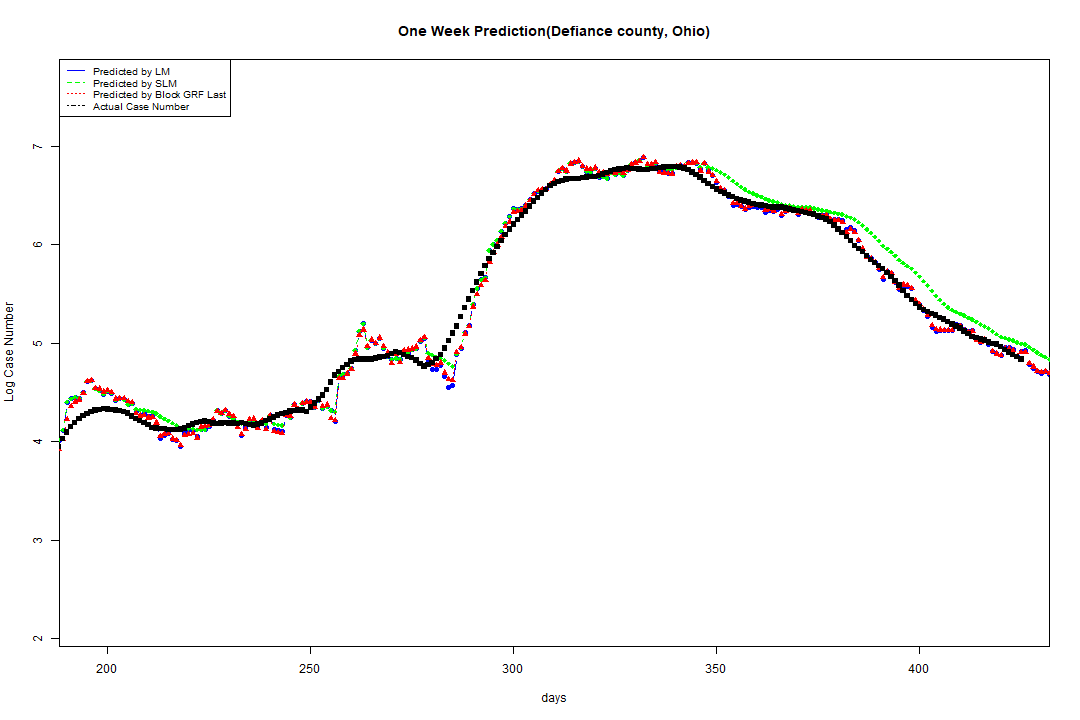 One Week Prediction(Defiance county, Ohio)
Predicted by LM
Predicted by SLM
Predicted by Block GRF Last
Actual Case Number
7
6
5
4
3
2
Log Case Number
200 250 300 350 400
days